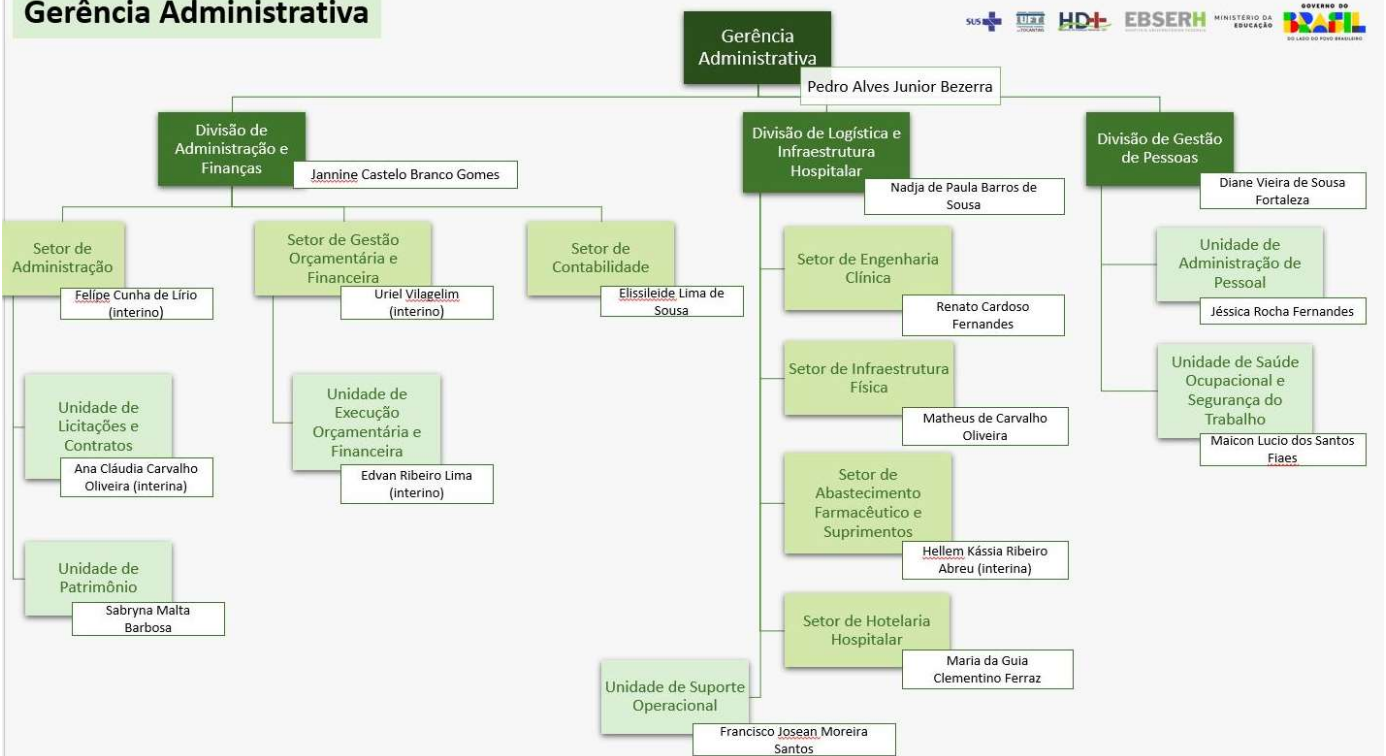 Gerência Administrativa
SUS
UFT
HDT
EBSERH
MINISTÉRIO DA
EDUCAÇÃO
GOVERNO DO
BRASIL
DO LADO DO POVO BRASILEIRO
Gerência
Administrativa
Pedro Alves Junior Bezerra
Divisão de
Administração e
Finanças
Jannine Castelo Branco Gomes
Divisão de Logística e
Infraestrutura
Hospitalar
Nadja de Paula Barros de
Sousa
Divisão de Gestão
de Pessoas
Diane Vieira de Sousa
Fortaleza
Setor de
Administração
Felípe Cunha de Lírio
(interino)
Setor de Gestão
Orçamentária e
Financeira
Uriel Vilagelim
(interino)
Setor de
Contabilidade
Elissileide Lima de
Sousa
Unidade de
Licitações e
Contratos
Ana Cláudia Carvalho
Oliveira (interina)
Unidade de
Execução
Orçamentária e
Financeira
Edvan Ribeiro Lima
(interino)
Unidade de
Patrimônio
Sabryna Malta
Barbosa
Setor de Engenharia
Clínica
Renato Cardoso
Fernandes
Setor de Infraestrutura
Física
Matheus de Carvalho
Oliveira
Setor de
Abastecimento
Farmacêutico e
Suprimentos
Hellem Kássia Ribeiro
Abreu (interina)
Setor de Hotelaria
Hospitalar
Maria da Guia
Clementino Ferraz
Unidade de Suporte
Operacional
Francisco Josean Moreira
Santos
Unidade de
Administração de
Pessoal
Jéssica Rocha Fernandes
Unidade de Saúde
Ocupacional e
Segurança do
Trabalho
Maicon Lucio dos Santos
Fiaes